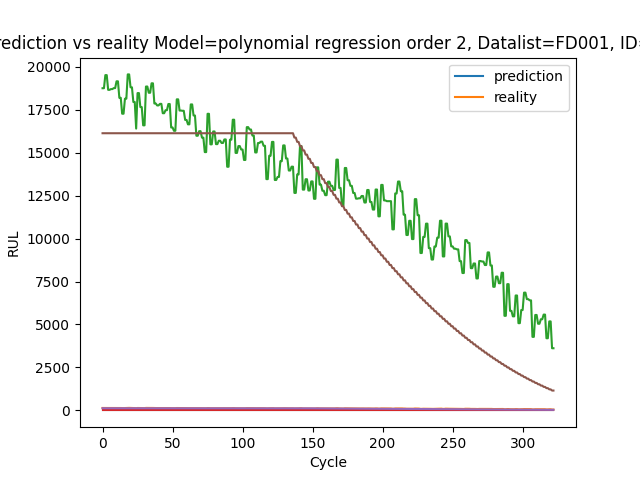 rediction vs reality Model=polynomial regression order 2, Datalist=FD001, ID=
20000
17500
15000
12500
10000
7500
5000
2500
0
RUL
prediction
reality
0 50 100 150 200 250 300
Cycle